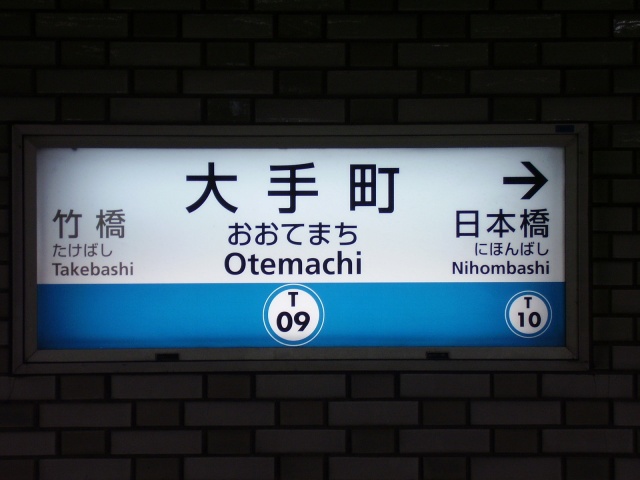 大手町
おおてまち
Otemachi
T
09
竹橋
たけばし
Takebashi
→
日本橋
にほんばし
Nihombashi
T
10